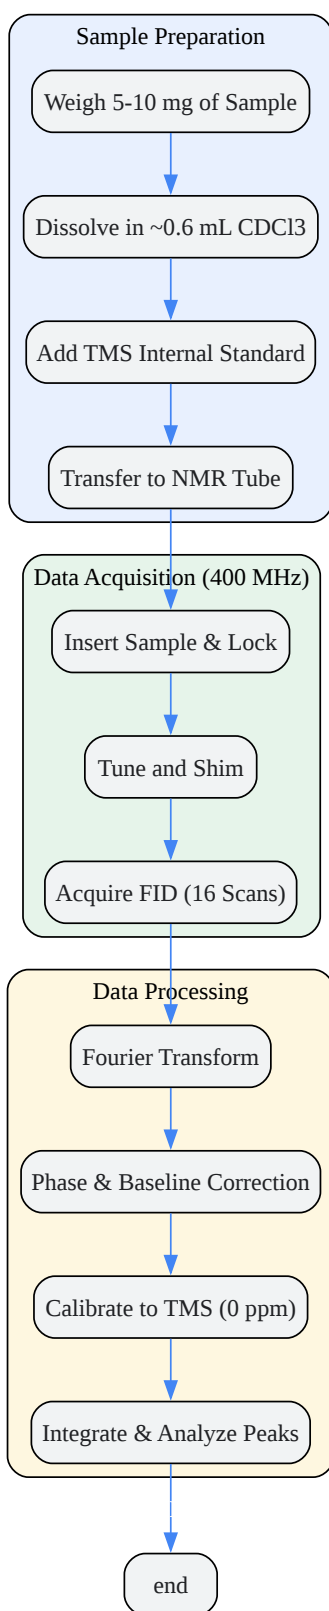 Sample Preparation
Weigh 5-10 mg of Sample
Dissolve in ~0.6 mL CDCl3
Add TMS Internal Standard
Transfer to NMR Tube
Data Acquisition (400 MHz)
Insert Sample & Lock
Tune and Shim
Acquire FID (16 Scans)
Data Processing
Fourier Transform
Phase & Baseline Correction
Calibrate to TMS (0 ppm)
Integrate & Analyze Peaks
end